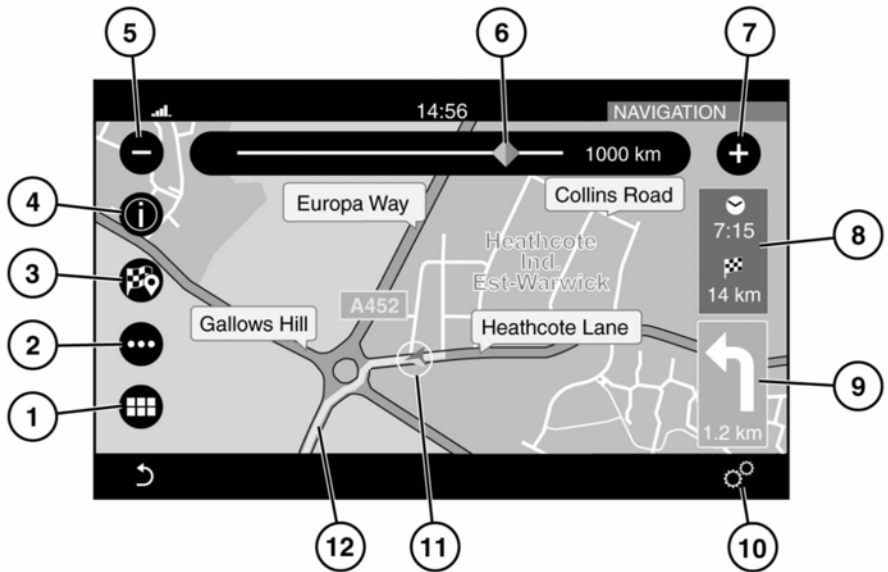 5
6
7
14:56
NAVIGATION
1000 km
4
Europa Way
Collins Road
8
7:15
Heathcote
Ind.
Est-Warwick
3
14 km
A452
Gallows Hill
Heathcote Lane
2
9
1
1.2 km
12
11
10